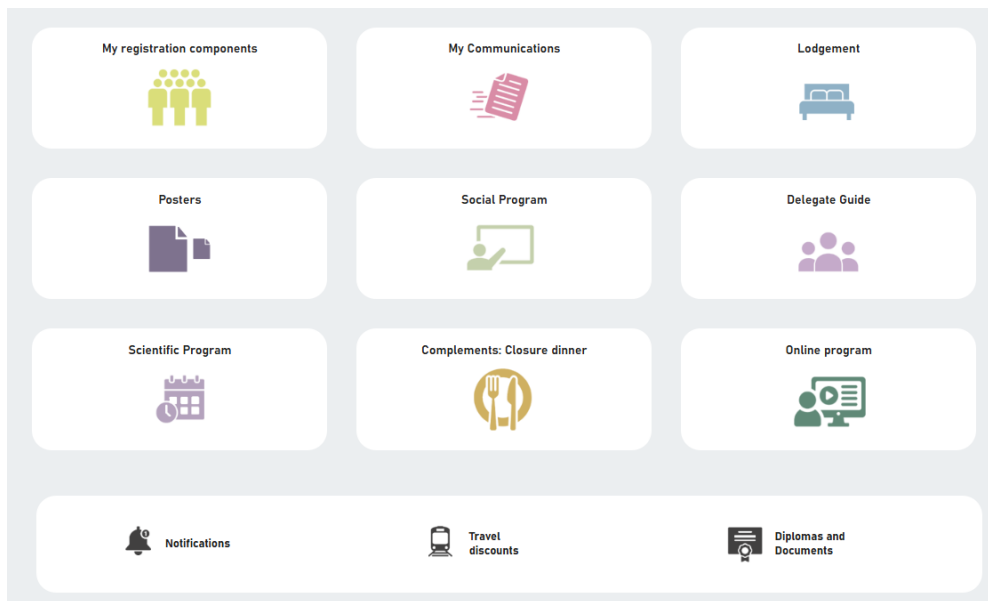 My registration components
My Communications
Lodgement
Posters
Social Program
Delegate Guide
Scientific Program
Complements: Closure dinner
Online program
1
Notifications
Travel
discounts
Diplomas and
Documents